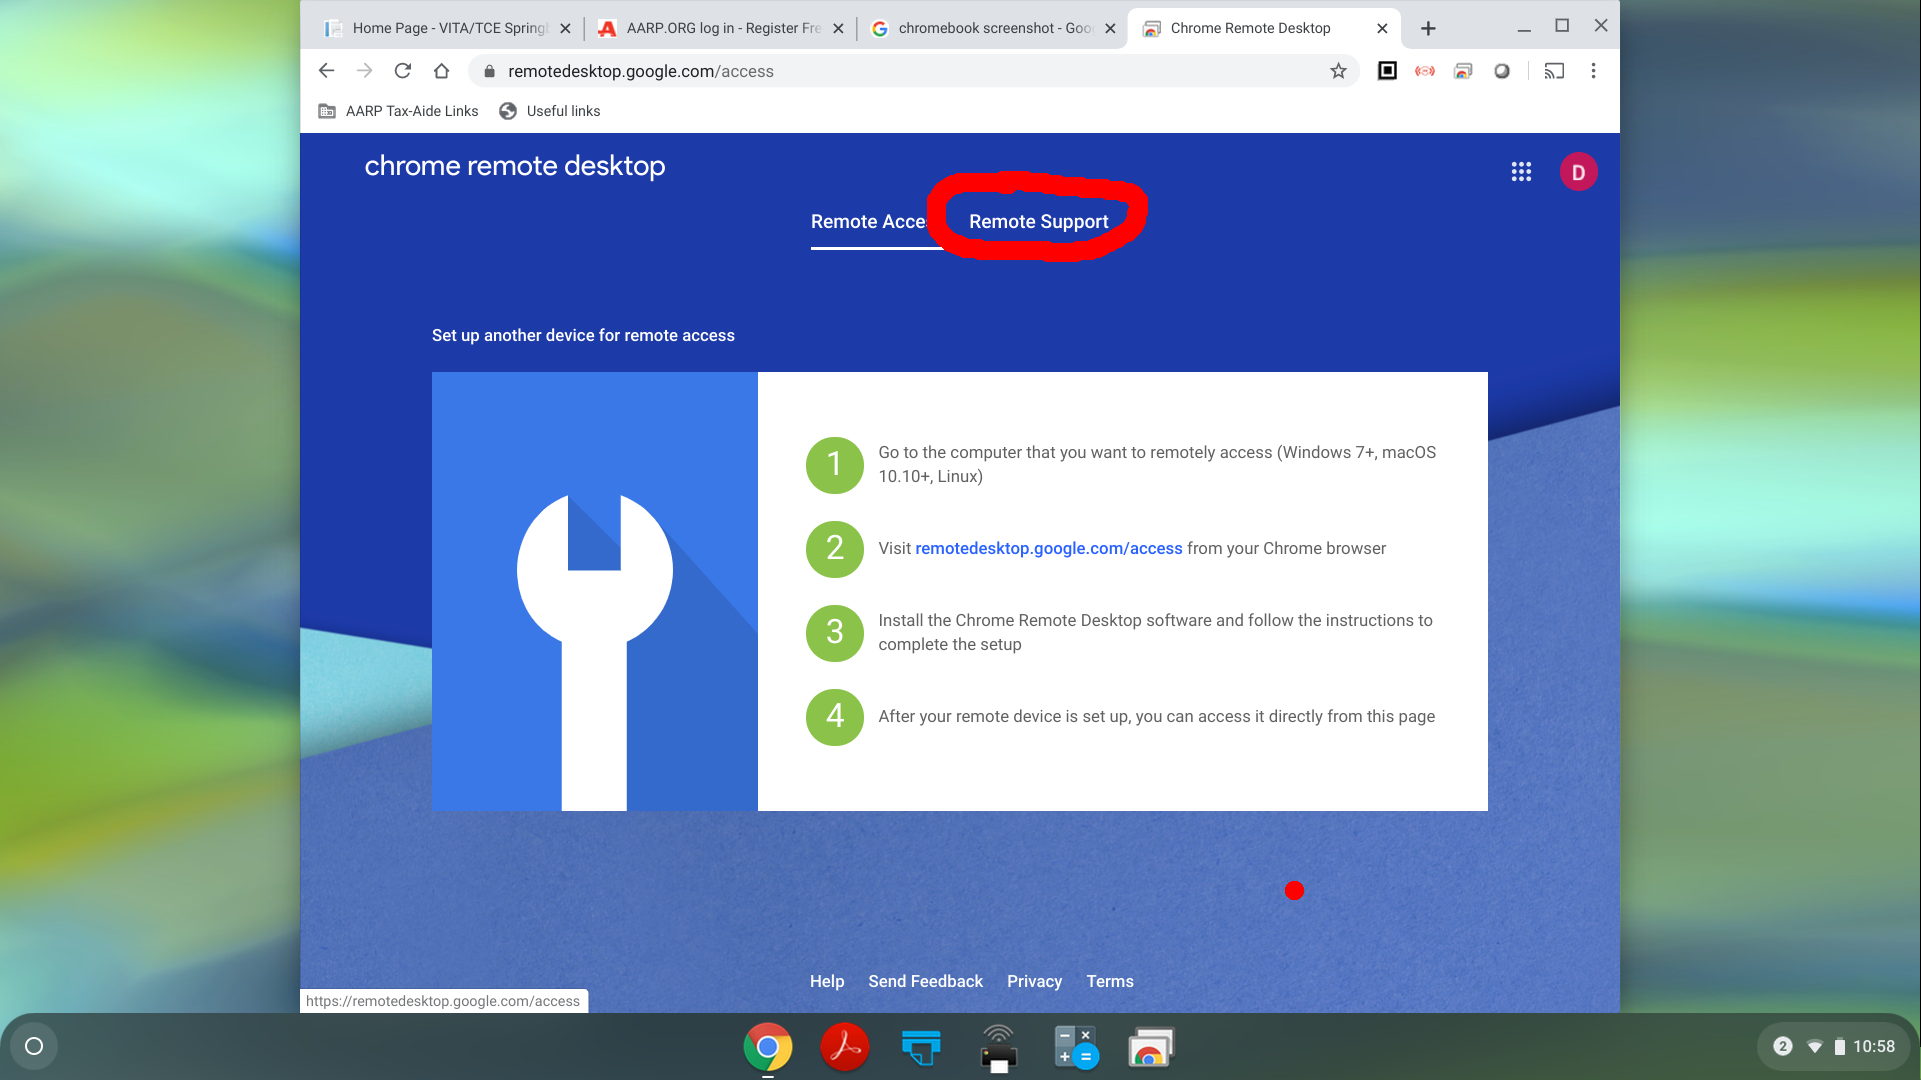 Home Page - VITA/TCE Springb
AARP.ORG log in - Register Fre
chromebook screenshot - Goog
Chrome Remote Desktop
remotedesktop.google.com/access
AARP Tax-Aide Links
Useful links
chrome remote desktop
D
Remote Acce
Remote Support
Set up another device for remote access
1
Go to the computer that you want to remotely access (Windows 7+, macOS
10.10+, Linux)
2
Visit remotedesktop.google.com/access from your Chrome browser
3
Install the Chrome Remote Desktop software and follow the instructions to
complete the setup
4
After your remote device is set up, you can access it directly from this page
Help Send Feedback Privacy Terms
https://remotedesktop.google.com/access
2 10:58